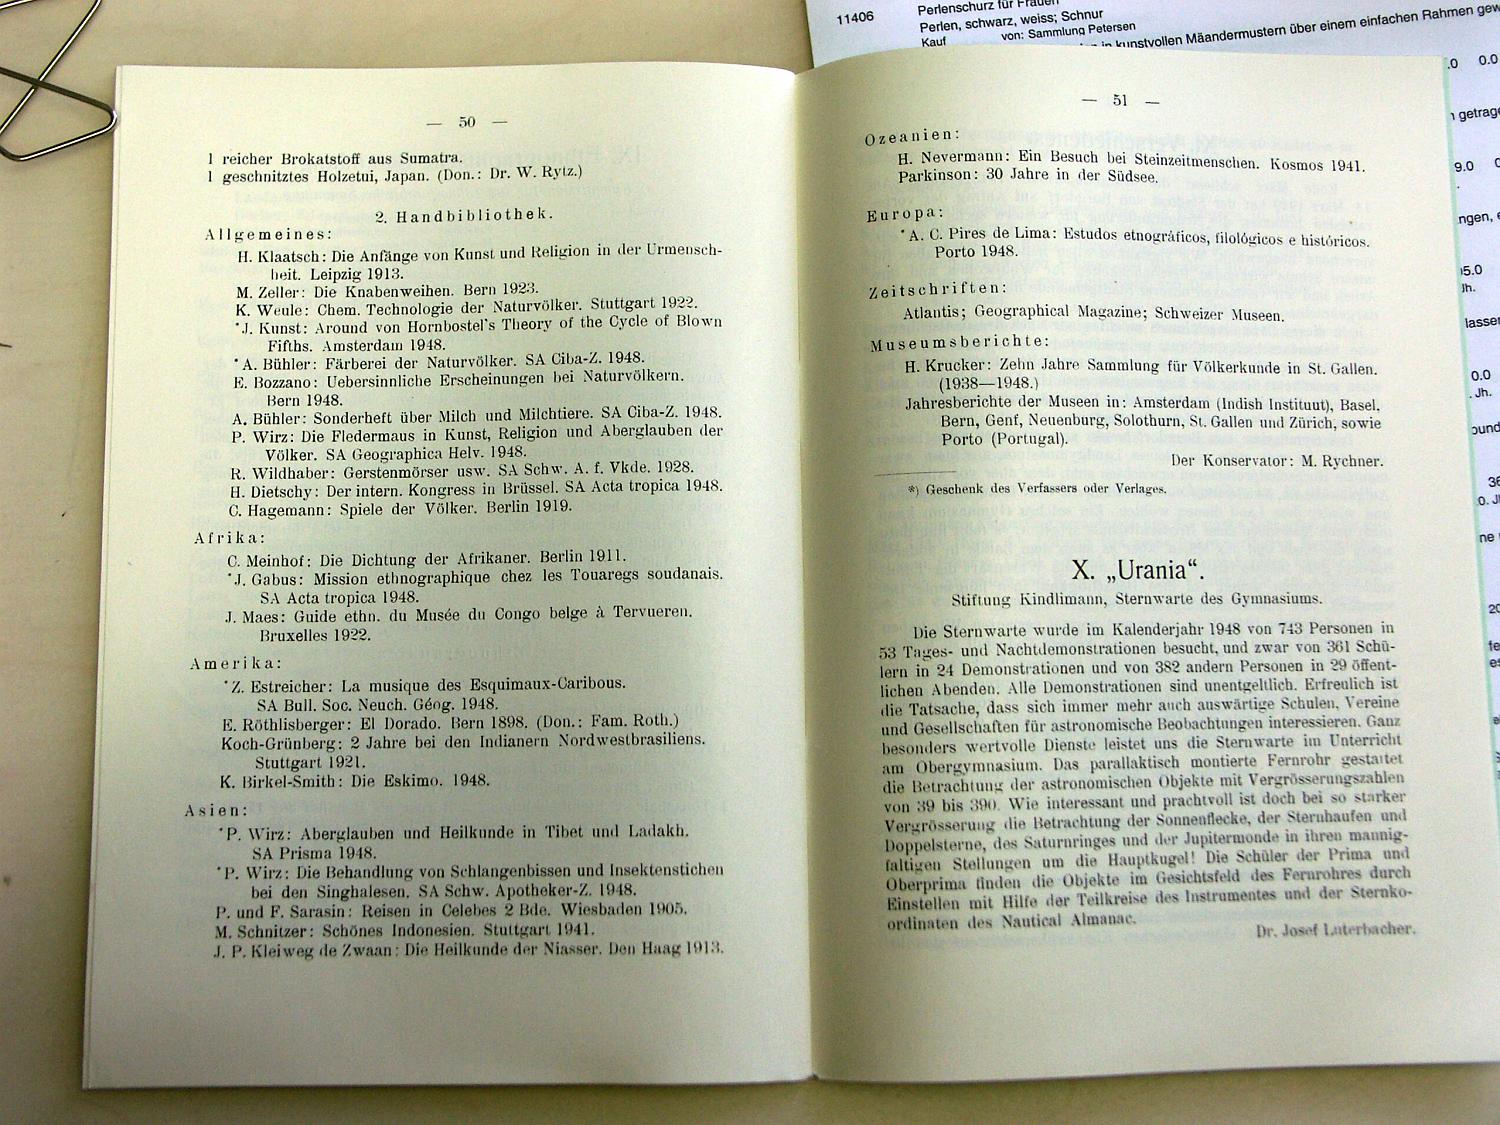 — 50 —
1 reicher Brokatstoff aus Sumatra.
1 geschnitztes Holzetui, Japan. (Don.: Dr. W. Rytz.)
2. Handbibliothek.
Allgemeines:
H. Klaatsch: Die Anfänge von Kunst und Religion in der Urmensch-
heit. Leipzig 1913.
M. Zeller: Die Knabenweihen. Bern 1923.
K. Weule: Chem. Technologie der Naturvölker. Stuttgart 1922.
*J. Kunst: Around von Hornbostel's Theory of the Cycle of Blown
Fifths. Amsterdam 1948.
*A. Bühler: Färberei der Naturvölker. SA Ciba-Z. 1948.
E. Bozzano: Uebersinnliche Erscheinungen bei Naturvölkern.
Bern 1948.
A. Bühler: Sonderheft über Milch und Milchtiere. SA Ciba-Z. 1948.
P. Wirz: Die Fledermaus in Kunst, Religion und Aberglauben der
Völker. SA Geographica Helv. 1948.
R. Wildhaber: Gerstenmörser usw. SA Schw. A. f. Vkde. 1928.
H. Dietschy: Der intern. Kongress in Brüssel. SA Acta tropica 1948.
C. Hagemann: Spiele der Völker. Berlin 1919.
Afrika:
C. Meinhof: Die Dichtung der Afrikaner. Berlin 1911.
*J. Gabus: Mission ethnographique chez les Touaregs soudanais.
SA Acta tropica 1948.
J. Maes: Guide ethn. du Musée du Congo belge à Tervueren.
Bruxelles 1922.
Amerika:
*Z. Estreicher: La musique des Esquimaux-Caribous.
SA Bull. Soc. Neuch. Géog. 1948.
E. Röthlisberger: El Dorado. Bern 1898. (Don.: Fam. Roth.)
Koch-Grünberg: 2 Jahre bei den Indianern Nordwestbrasiliens.
Stuttgart 1921.
K. Birkel-Smith: Die Eskimo. 1948.
Asien:
*P. Wirz: Aberglauben und Heilkunde in Tibet und Ladakh.
SA Prisma 1948.
*P. Wirz: Die Behandlung von Schlangenbissen und Insektenstichen
bei den Singhalesen. SA Schw. Apotheker-Z. 1948.
P. und F. Sarasin: Reisen in Celebes 2 Bde. Wiesbaden 1905.
M. Schnitzer: Schönes Indonesien. Stuttgart 1941.
J. P. Kleiweg de Zwaan: Die Heilkunde der Niasser. Den Haag 1913.
— 51 —
Ozeanien:
H. Nevermann: Ein Besuch bei Steinzeitmenschen. Kosmos 1941.
Parkinson: 30 Jahre in der Südsee.
Europa:
*A. C. Pires de Lima: Estudos etnográficos, filológicos e históricos.
Porto 1948.
Zeitschriften:
Atlantis; Geographical Magazine; Schweizer Museen.
Museumsberichte:
H. Krucker: Zehn Jahre Sammlung für Völkerkunde in St. Gallen.
(1938—1948.)
Jahresberichte der Museen in: Amsterdam (Indish Instituut), Basel.
Bern, Genf, Neuenburg, Solothurn, St. Gallen und Zürich, sowie
Porto (Portugal).
Der Konservator: M. Rychner.
*) Geschenk des Verfassers oder Verlages.
X. „Urania“.
Stiftung Kindlimann, Sternwarte des Gymnasiums.
Die Sternwarte wurde im Kalenderjahr 1948 von 743 Personen in
53 Tages- und Nachtdemonstrationen besucht, und zwar von 361 Schü-
lern in 24 Demonstrationen und von 382 andern Personen in 29 öffent-
lichen Abenden. Alle Demonstrationen sind unentgeltlich. Erfreulich ist
die Tatsache, dass sich immer mehr auch auswärtige Schulen, Vereine
und Gesellschaften für astronomische Beobachtungen interessieren. Ganz
besonders wertvolle Dienste leistet uns die Sternwarte im Unterricht
am Obergymnasium. Das parallaktisch montierte Fernrohr gestattet
die Betrachtung der astronomischen Objekte mit Vergrösserungszahlen
von 39 bis 390. Wie interessant und prachtvoll ist doch bei so starker
Vergrösserung die Betrachtung der Sonnenflecke, der Sternhaufen und
Doppelsterne, des Saturnringes und der Jupitermonde in ihren mannig-
faltigen Stellungen um die Hauptkugel! Die Schüler der Prima und
Oberprima finden die Objekte im Gesichtsfeld des Fernrohres durch
Einstellen mit Hilfe der Teilkreise des Instrumentes und der Sternko-
ordinaten des Nautical Almanac.
Dr. Josef Luterbacher.
11406
Perlenschurz für Frauen
Perlen, schwarz, weiss; Schnur
Kauf von: Sammlung Petersen
in kunstvollen Mäandermustern über einem einfachen Rahmen gew
.0 0.0
getrage
9.0
ngen,
Jh.
0.0
. Jh.
20